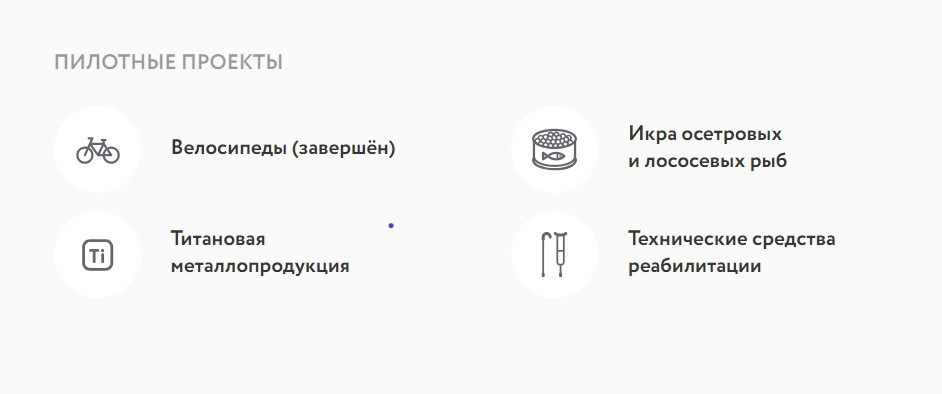 ПИЛОТНЫЕ ПРОЕКТЫ
Велосипеды (завершён)
Икра осетровых
и лососевых рыб
Ti
Титановая
металлопродукция
Технические средства
реабилитации